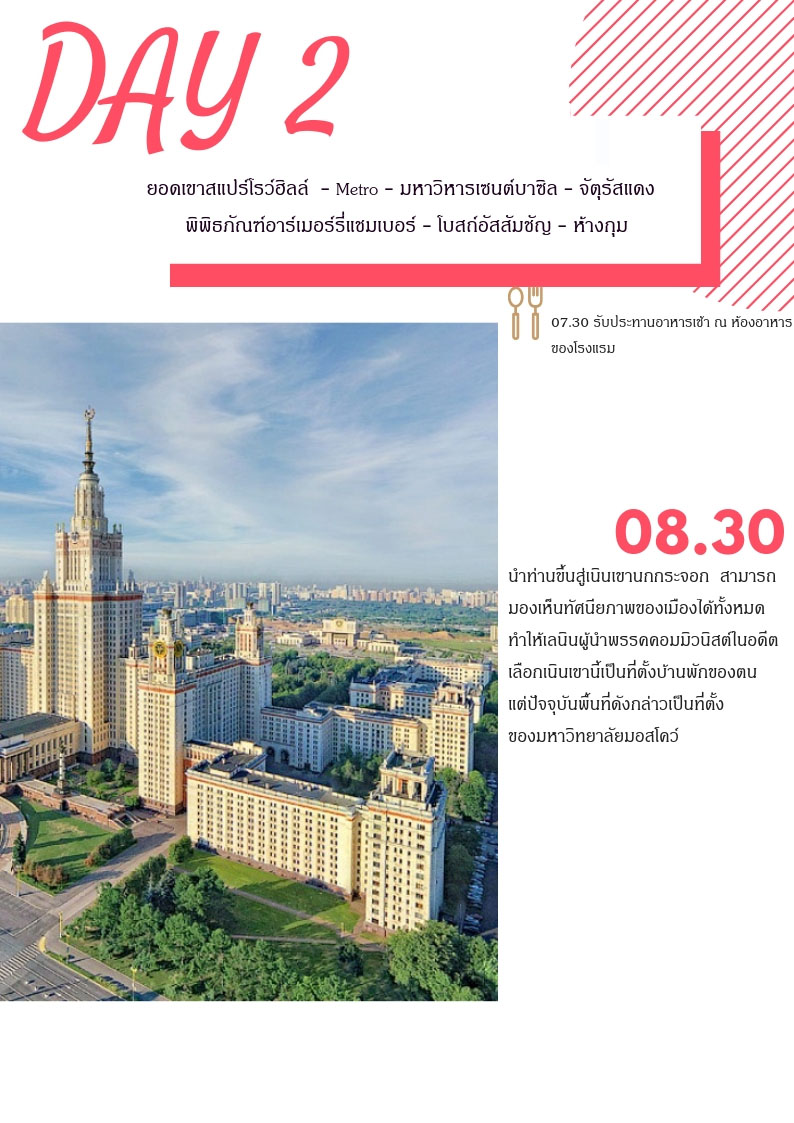 DAY 2
ยอดเขาสแปร์โรว์ฮิลล์ - Metro - มหาวิหารเซนต์บาซิล - จัตุรัสแดง
พิพิธภัณฑ์อาร์เมอร์รี่แชมเบอร์ - โบสถ์อัสสัมชัญ - ห้างกุม
07.30 รับประทานอาหารเช้า ณ ห้องอาหาร
ของโรงแรม
08.30
นำท่านขึ้นสู่เนินเขานกกระจอก สามารถ
มองเห็นทัศนียภาพของเมืองได้ทั้งหมด
ทำให้เลนินผู้นำพรรคคอมมิวนิสต์ในอดีต
เลือกเนินเขานี้เป็นที่ตั้งบ้านพักของตน
แต่ปัจจุบันพื้นที่ดังกล่าวเป็นที่ตั้ง
ของมหาวิทยาลัยมอสโคว์